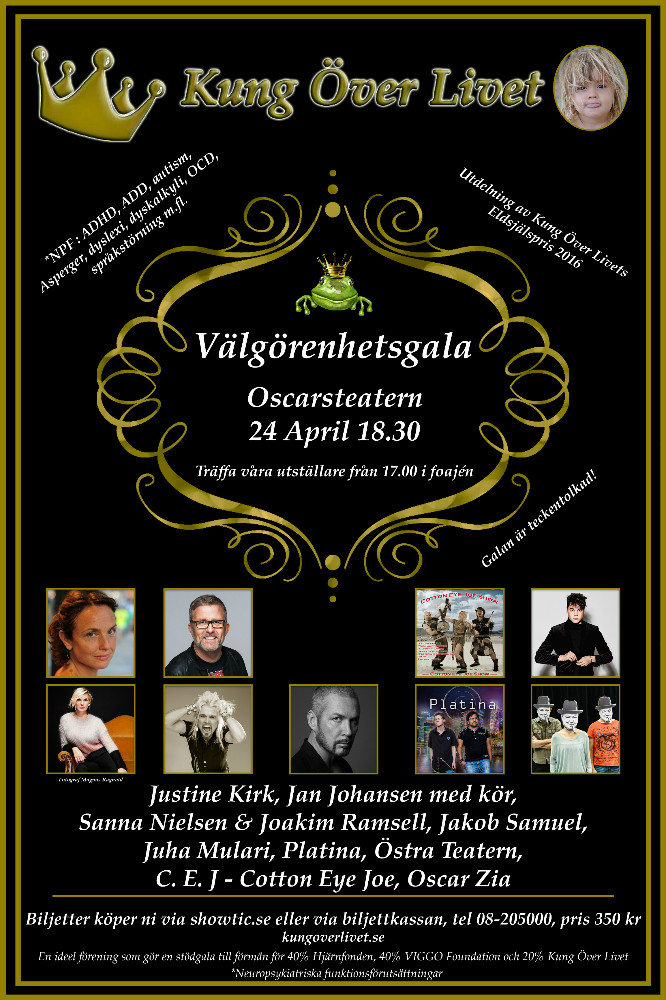 Kung Över Livet
*NPF: ADHD, ADD, autism,
Asperger, dyslexi, dyskalkyli, OCD,
språkstörning m.fl.
Utdelning av Kung Över Livets
Eldsjälspris 2016
Välgörenhetsgala
Oscarsteatern
24 April 18.30
Träffa våra utställare från 17.00 i foajén
Galan är teckentolkad!
COTTON EYE
Platina
Fotograf Magnus Ragnvid
Justine Kirk, Jan Johansen med kör,
Sanna Nielsen & Joakim Ramsell, Jakob Samuel,
Juha Mulari, Platina, Östra Teatern,
C. E. J - Cotton Eye Joe, Oscar Zia
Biljetter köper ni via showtic.se eller via biljettkassan, tel 08-205000, pris 350 kr
kungoverlivet.se
En ideel förening som gör en stödgala till förmån för 40% Hjärnfonden, 40% VIGGO Foundation och 20% Kung Över Livet
*Neuropsykiatriska funktionsförutsättningar